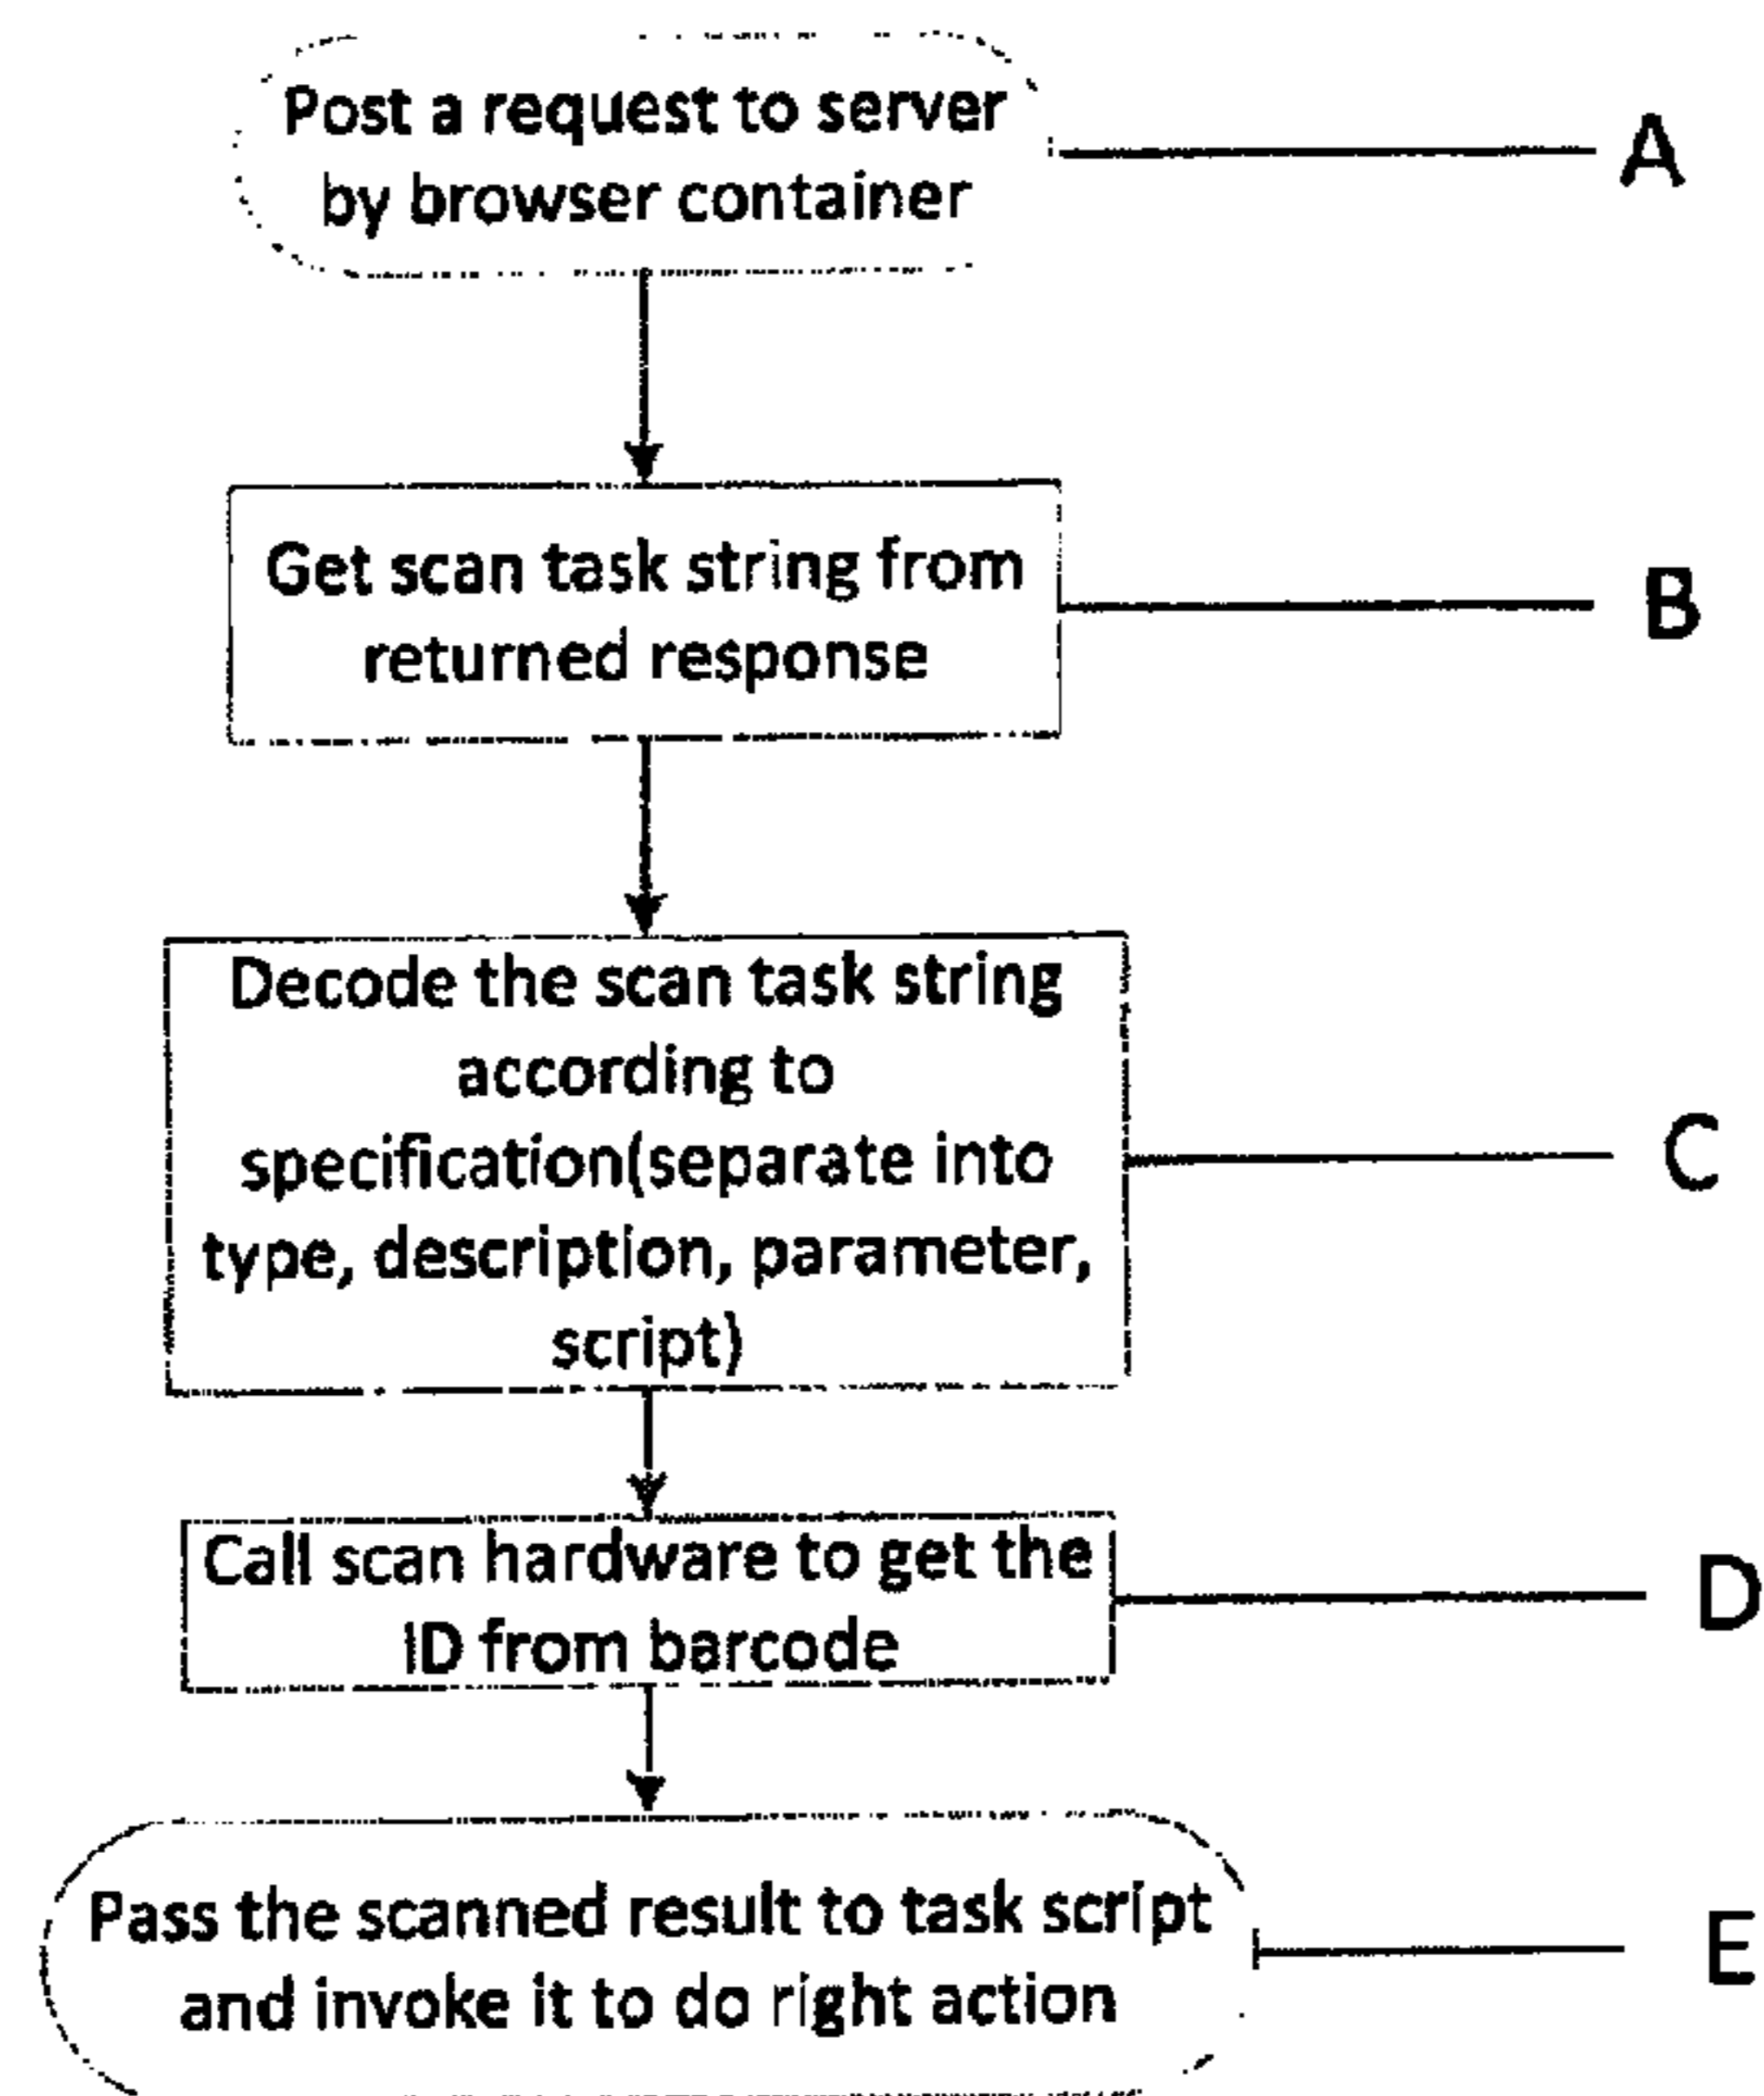 Post a request to server
by browser container
A
Get scan task string from
returned response
B
Decode the scan task string
according to
specification(separate into
type, description, parameter,
script)
C
Call scan hardware to get the
ID from barcode
D
Pass the scanned result to task script
and invoke it to do right action
E